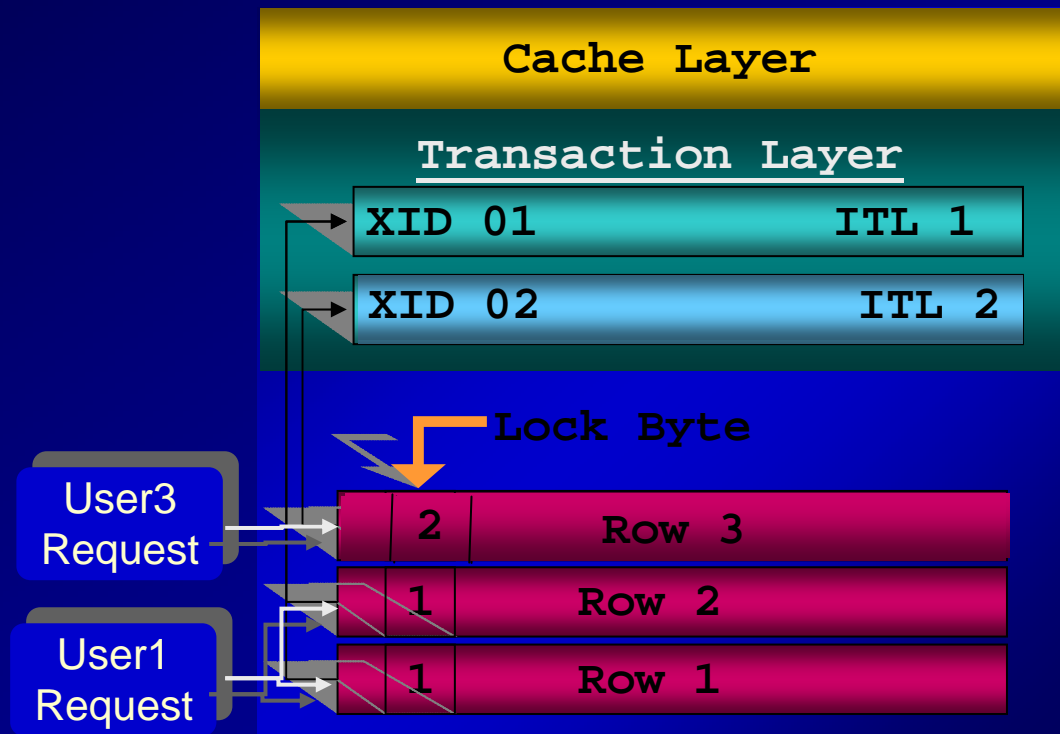 Cache Layer
Transaction Layer
XID 01 ITL 1
XID 02 ITL 2
Lock Byte
User3
Request
2 Row 3
1 Row 2
User1
Request
1 Row 1